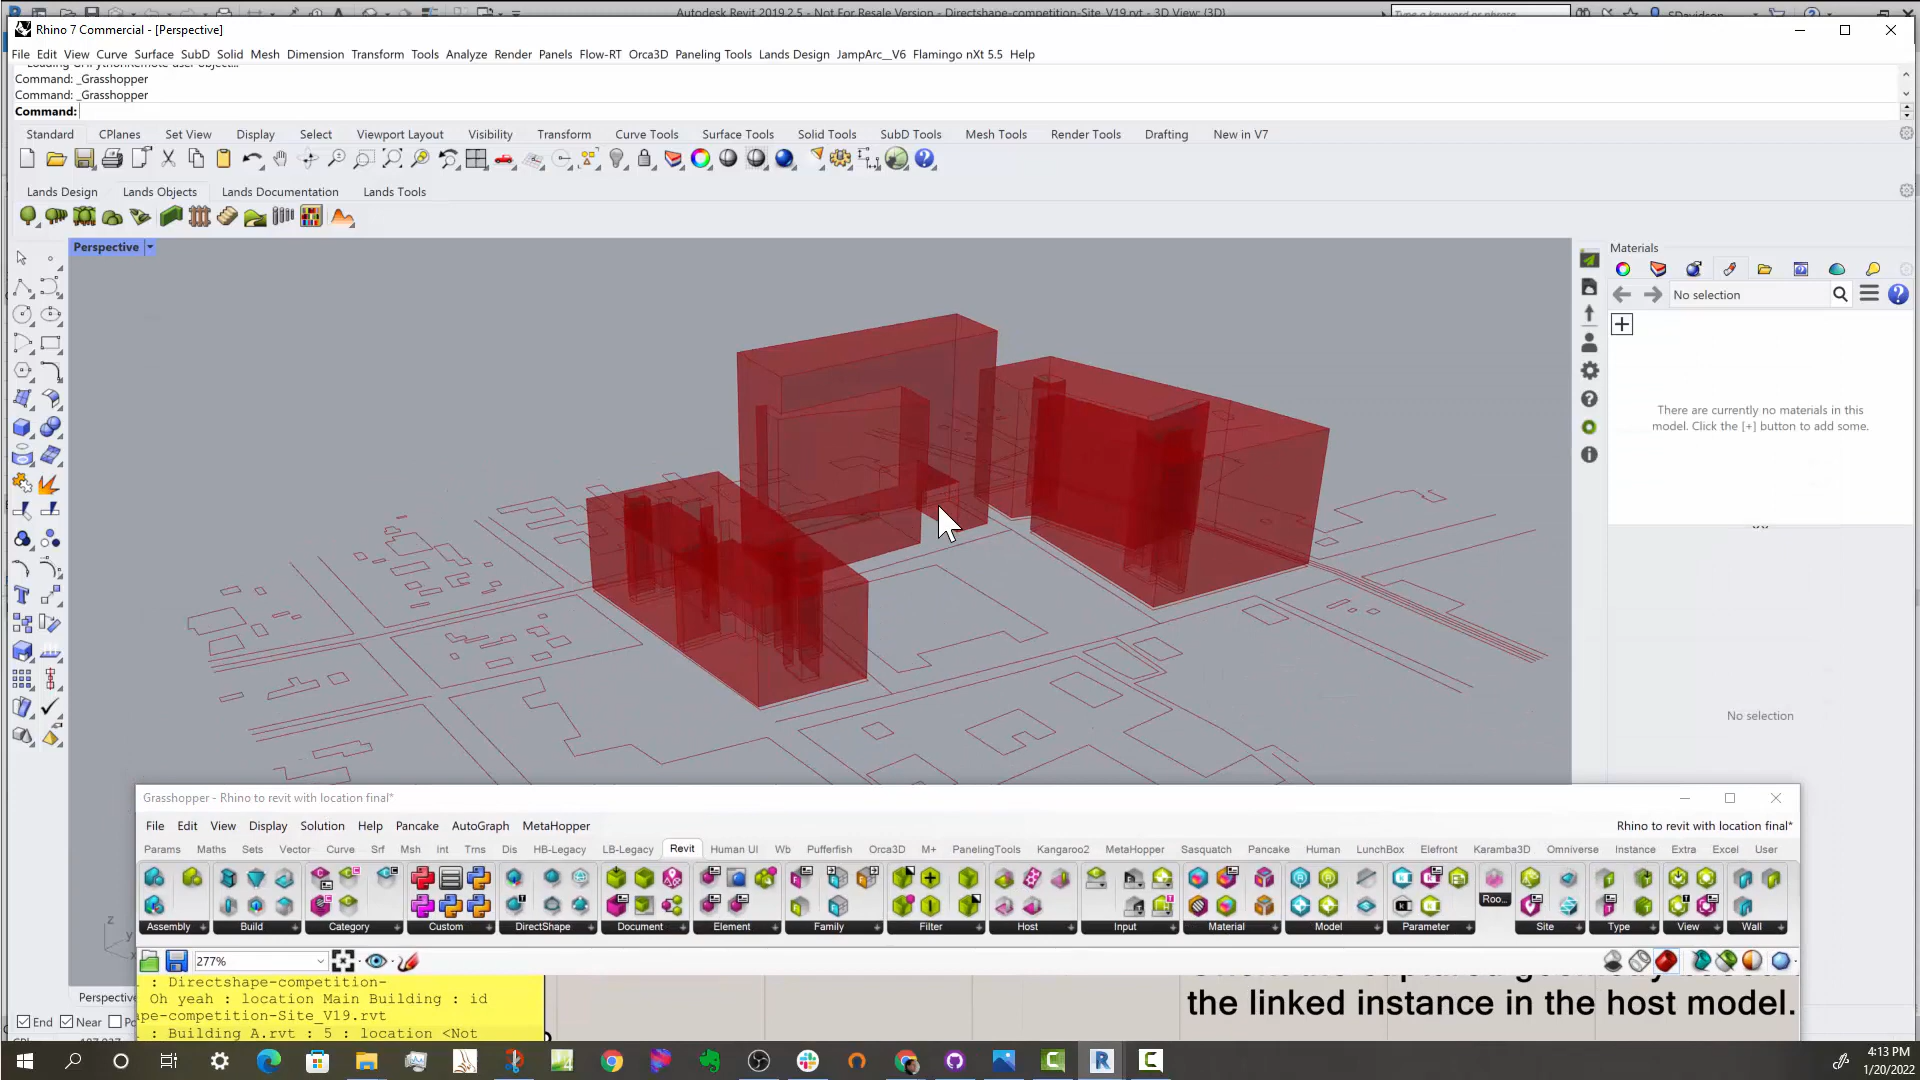 Autodesk Revit 2019.2.5 - Not For Resale Version - Directshape-competition-Site_V19.rvt - 3D View: {3D}
Type a keyword or phrase
SDavidson
Rhino 7 Commercial - [Perspective]
File Edit View Curve Surface SubD Solid Mesh Dimension Transform Tools Analyze Render Panels Flow-RT Orca3D Paneling Tools Lands Design JampArc__V6 Flamingo nXt 5.5 Help
Command: _Grasshopper
Command: _Grasshopper
Command:
Standard CPlanes Set View Display Select Viewport Layout Visibility Transform Curve Tools Surface Tools Solid Tools SubD Tools Mesh Tools Render Tools Drafting New in V7
Lands Design Lands Objects Lands Documentation Lands Tools
Perspective
Materials
No selection
There are currently no materials in this
model. Click the [+] button to add some.
No selection
z
y
Grasshopper - Rhino to revit with location final*
File Edit View Display Solution Help Pancake AutoGraph MetaHopper
Rhino to revit with location final*
Params Maths Sets Vector Curve Srf Msh Int Trns Dis HB-Legacy LB-Legacy Revit Human UI Wb Pufferfish Orca3D M+ PanelingTools Kangaroo2 MetaHopper Sasquatch Pancake Human LunchBox Elefront Karamba3D Omniverse Instance Extra Excel User
Roo...
Assembly Build Category Custom DirectShape Document Element Family Filter Host Input Material Model Parameter Site Type View Wall
277%
: Directshape-competition-
Oh yeah : location Main Building : id
pe-competition-Site_V19.rvt
: Building A.rvt : 5 : location <Not
the linked instance in the host model.
Perspective
End Near
4:13 PM
1/20/2022